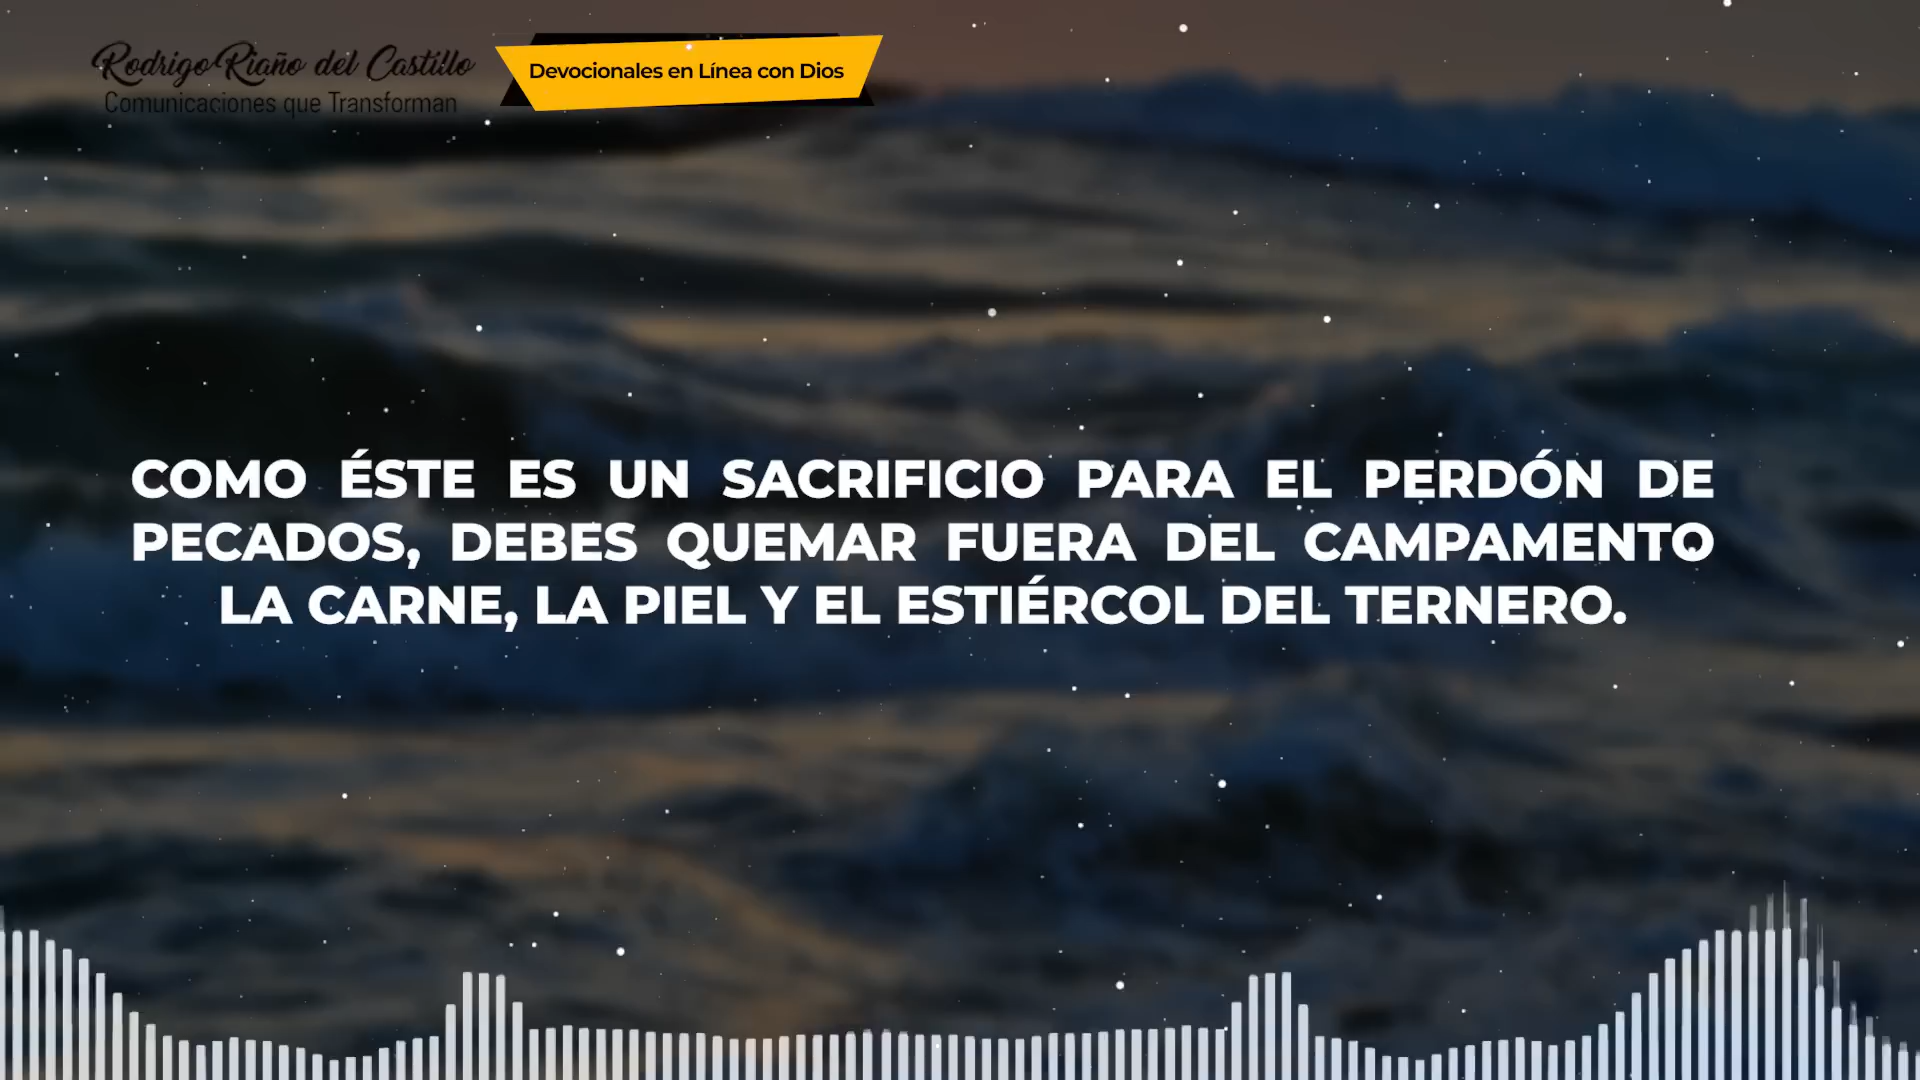 Rodrigo Riaño del Castillo
Comunicaciones que Transforman
Devocionales en Línea con Dios
COMO ÉSTE ES UN SACRIFICIO PARA EL PERDÓN DE
PECADOS, DEBES QUEMAR FUERA DEL CAMPAMENTO
LA CARNE, LA PIEL Y EL ESTIÉRCOL DEL TERNERO.